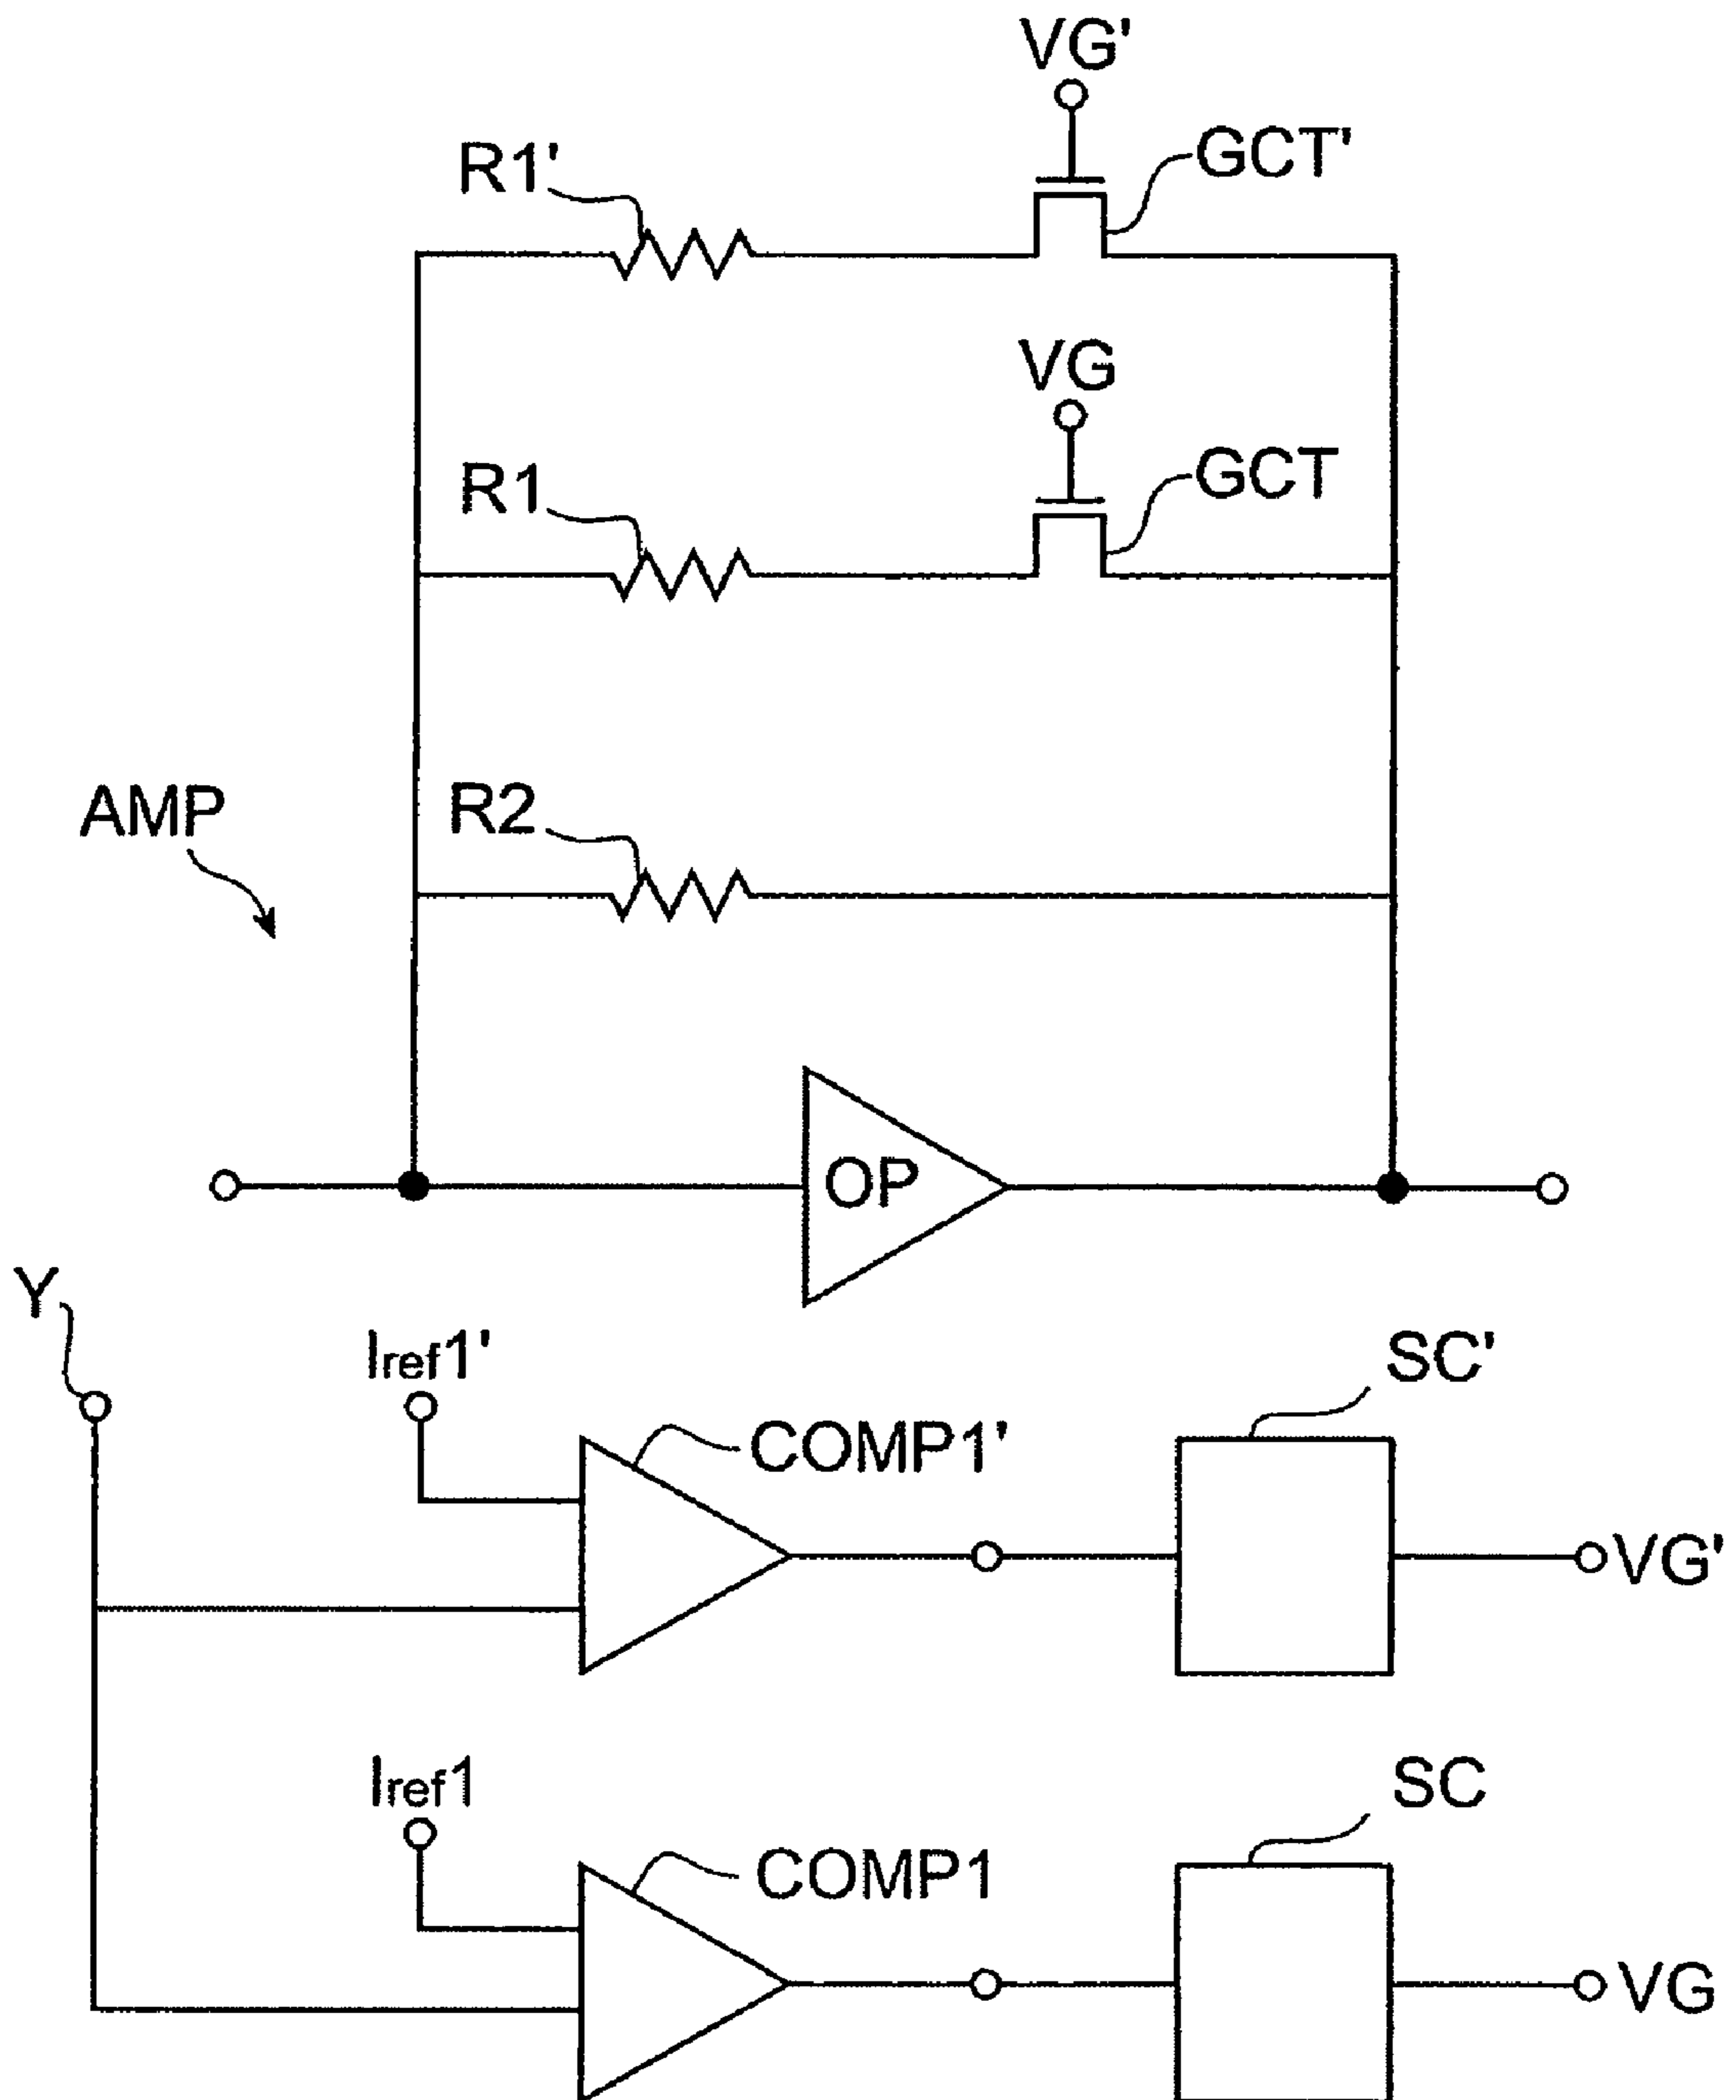 VG'
R1'
GCT'
VG
R1
GCT
R2
AMP
OP
Y
Iref1'
SC'
COMP1'
VG'
Iref1
SC
COMP1
VG